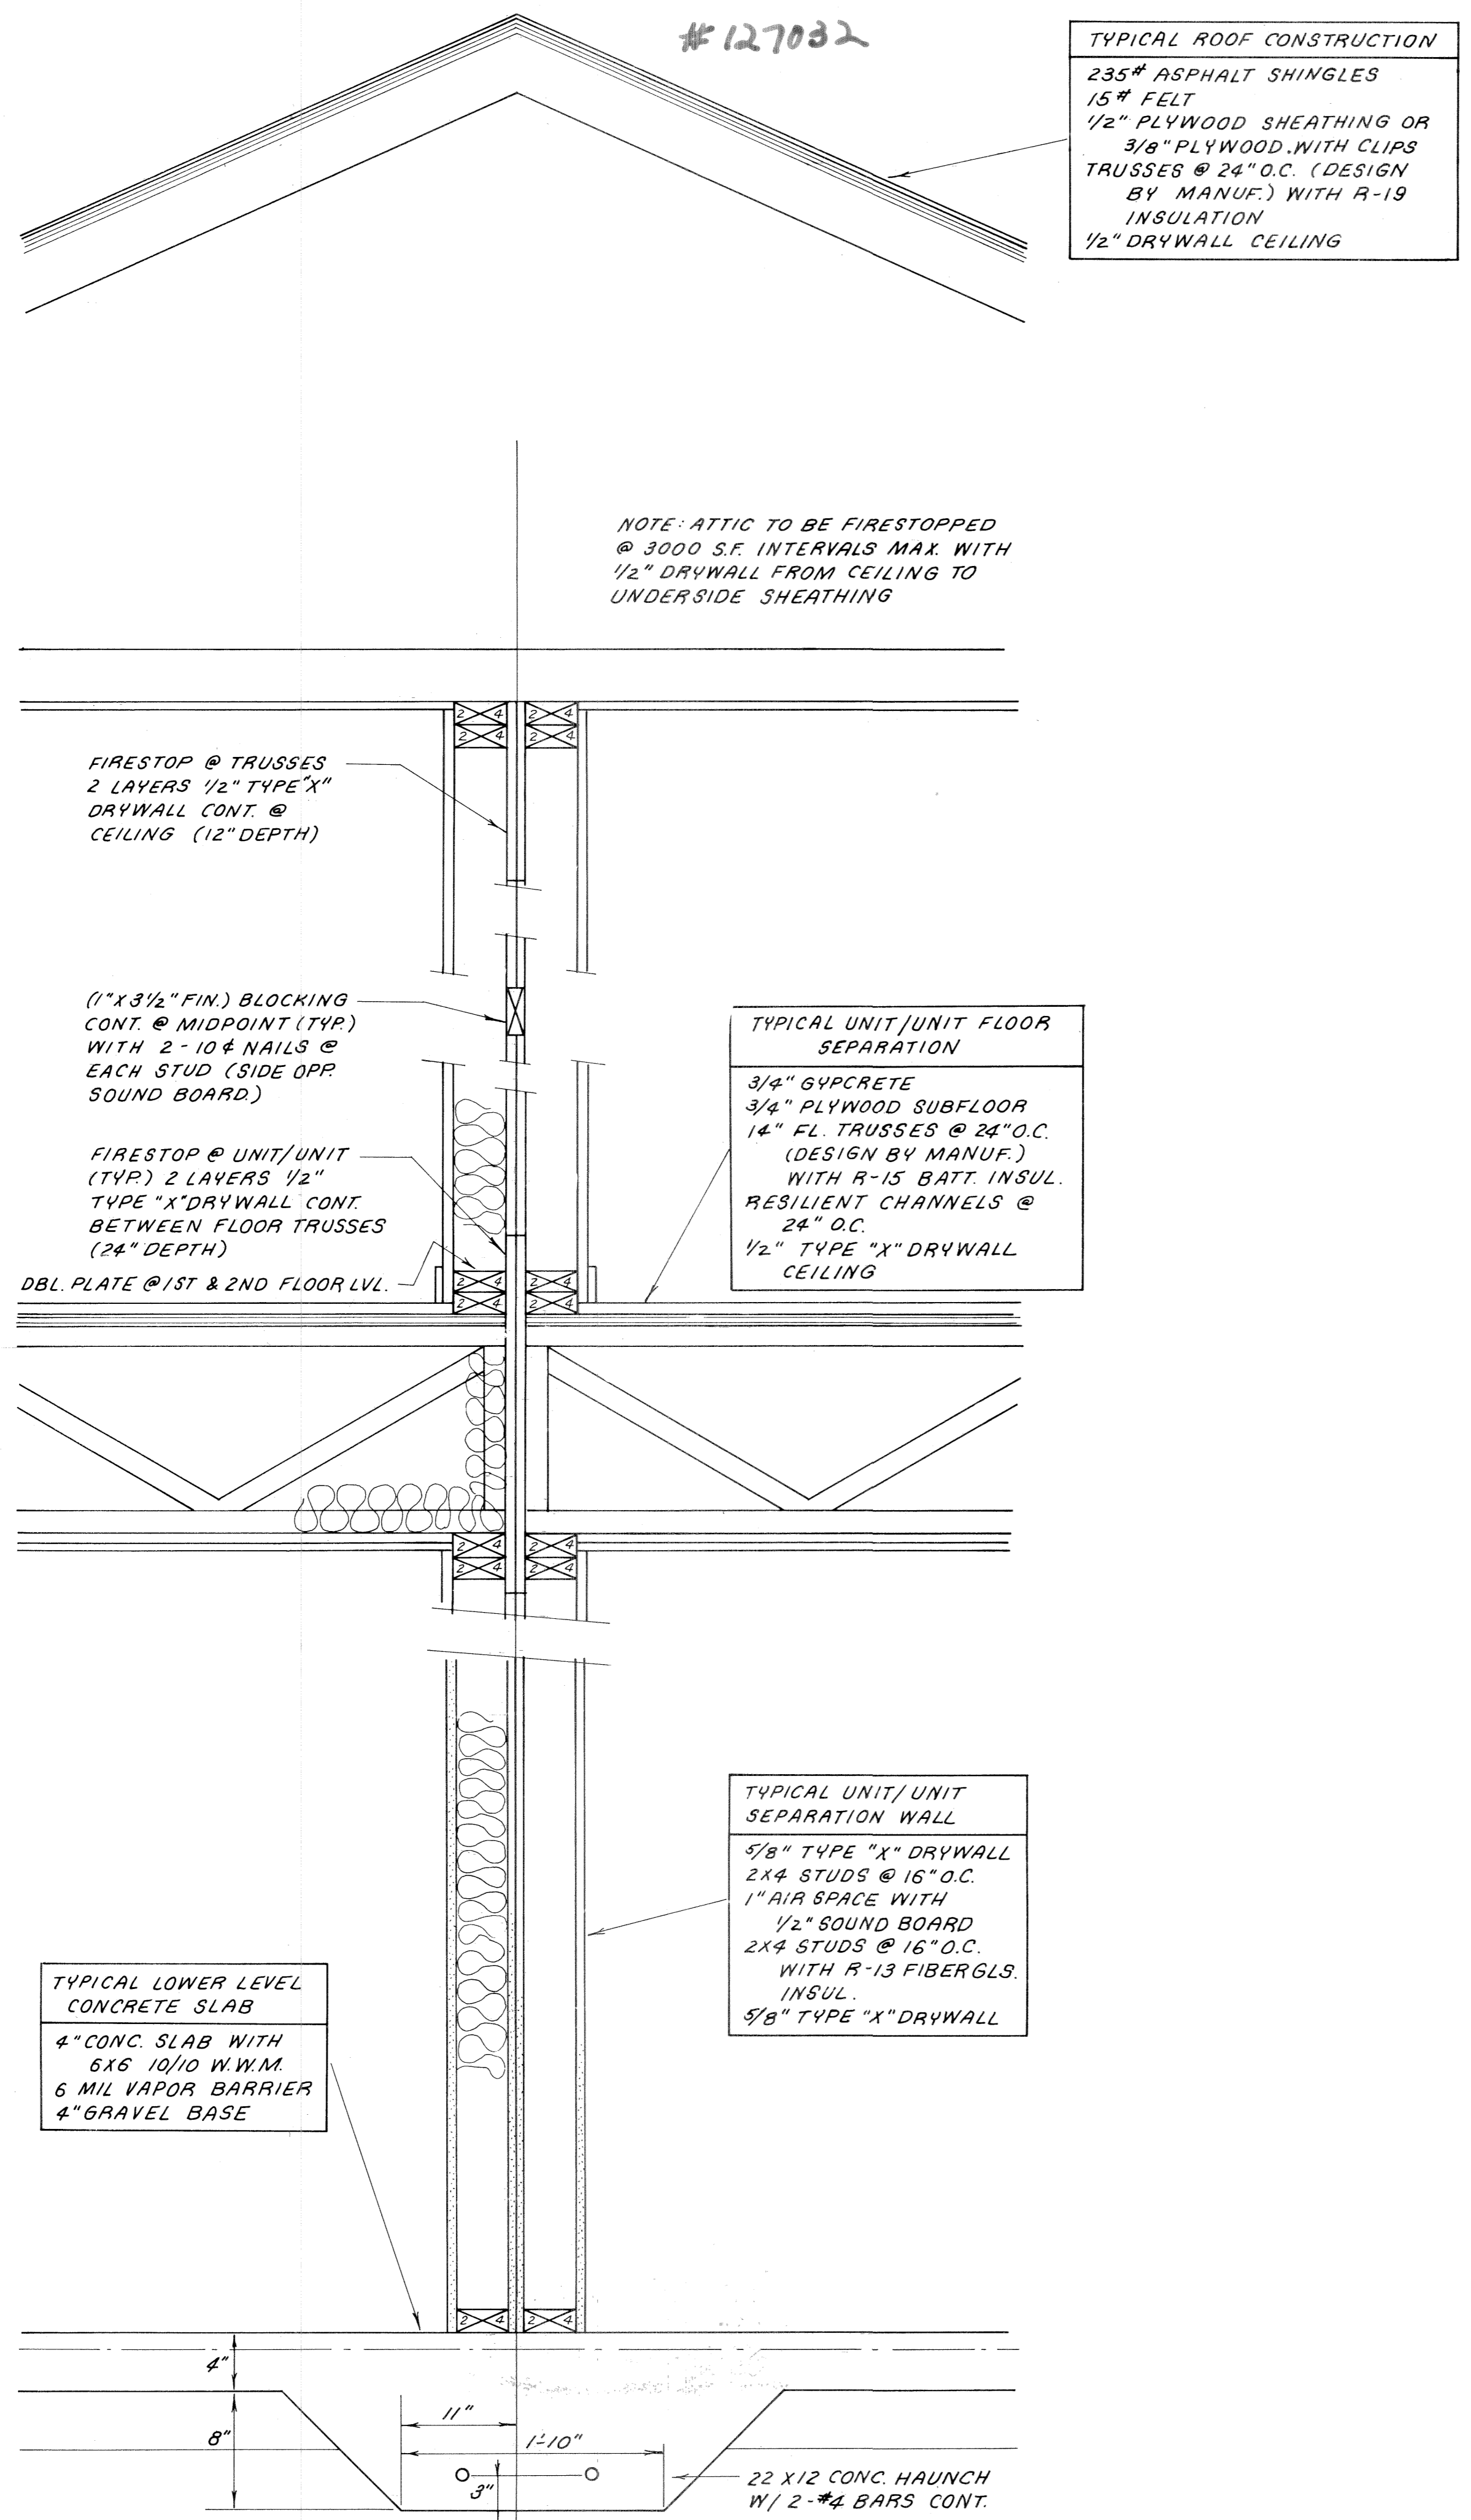 #127032
TYPICAL ROOF CONSTRUCTION
235# ASPHALT SHINGLES
15# FELT
1/2" PLYWOOD SHEATHING OR
3/8" PLYWOOD.WITH CLIPS
TRUSSES @ 24" O.C. (DESIGN
BY MANUF.) WITH R-19
INSULATION
1/2" DRYWALL CEILING
NOTE: ATTIC TO BE FIRESTOPPED
@ 3000 S.F. INTERVALS MAX. WITH
1/2" DRYWALL FROM CEILING TO
UNDERSIDE SHEATHING
2 4 2 4
2 4 2 4
FIRESTOP @ TRUSSES
2 LAYERS 1/2" TYPE "X"
DRYWALL CONT. @
CEILING (12" DEPTH)
(1" X 3 1/2" FIN.) BLOCKING
CONT. @ MIDPOINT (TYP.)
WITH 2-10¢ NAILS @
EACH STUD (SIDE OPP.
SOUND BOARD.)
TYPICAL UNIT/UNIT FLOOR
SEPARATION
3/4" GYPCRETE
3/4" PLYWOOD SUBFLOOR
14" FL. TRUSSES @ 24" O.C.
(DESIGN BY MANUF.)
WITH R-15 BATT. INSUL.
RESILIENT CHANNELS @
24" O.C.
1/2" TYPE "X" DRYWALL
CEILING
FIRESTOP @ UNIT/UNIT
(TYP.) 2 LAYERS 1/2"
TYPE "X" DRYWALL CONT.
BETWEEN FLOOR TRUSSES
(24" DEPTH)
DBL. PLATE @ 1ST & 2ND FLOOR LVL.
2 4 2 4
2 4 2 4
2 4 2 4
2 4 2 4
TYPICAL UNIT/UNIT
SEPARATION WALL
5/8" TYPE "X" DRYWALL
2X4 STUDS @ 16" O.C.
1" AIR SPACE WITH
1/2" SOUND BOARD
2X4 STUDS @ 16" O.C.
WITH R-13 FIBERGLS.
INSUL.
5/8" TYPE "X" DRYWALL
TYPICAL LOWER LEVEL
CONCRETE SLAB
4" CONC. SLAB WITH
6X6 10/10 W.W.M.
6 MIL VAPOR BARRIER
4" GRAVEL BASE
2 4 2 4
4"
8"
11"
1'-10"
3"
22 X12 CONC. HAUNCH
W/ 2-#4 BARS CONT.